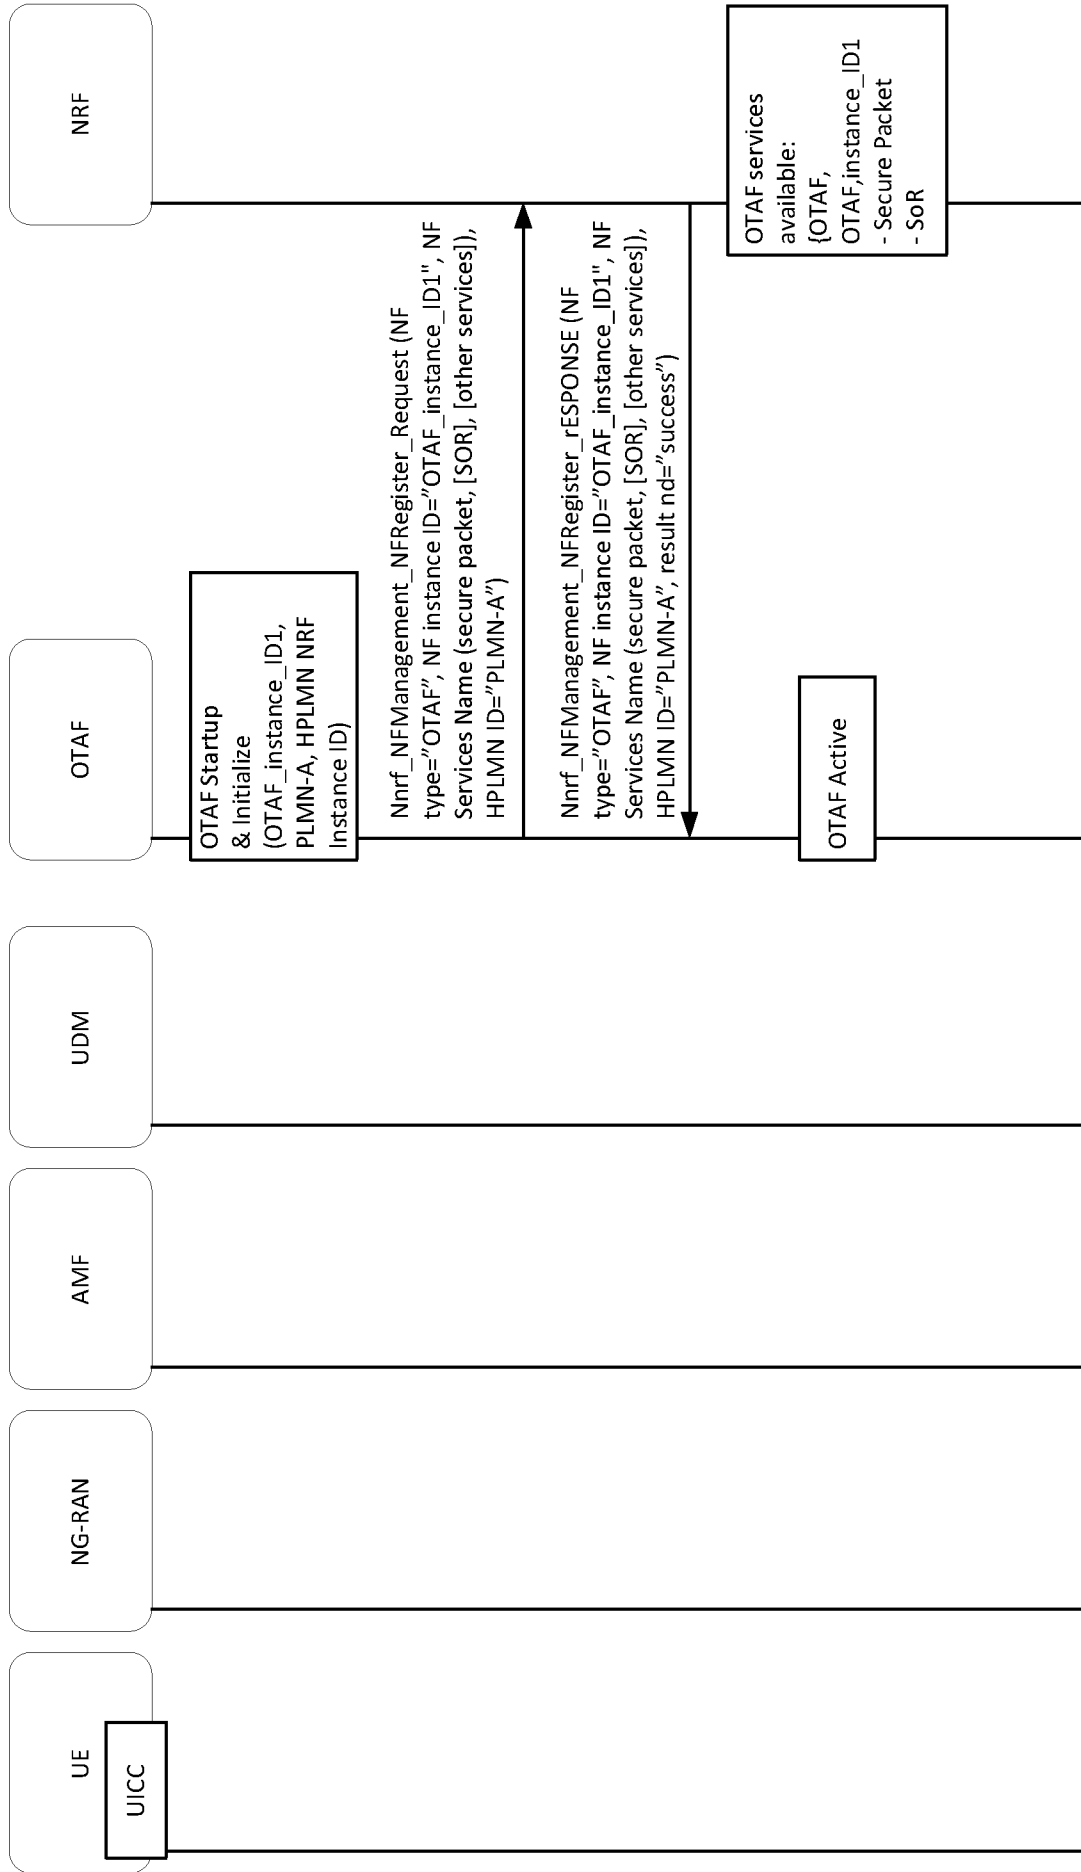 UE
UICC
NG-RAN
AMF
UDM
OTAF
NRF
OTAF Startup
& Initialize
(OTAF_instance_ID1,
PLMN-A, HPLMN NRF
Instance ID)
Nnrf_NFManagement_NFRegister_Request (NF
type=”OTAF”, NF instance ID=”OTAF_instance_ID1", NF
Services Name (secure packet, [SOR], [other services]),
HPLMN ID=”PLMN-A”)
Nnrf_NFManagement_NFRegister_rESPONSE (NF
type=”OTAF”, NF instance ID=”OTAF_instance_ID1", NF
Services Name (secure packet, [SOR], [other services]),
HPLMN ID=”PLMN-A”, result nd=”success”)
OTAF services
available:
{OTAF,
OTAF,instance_ID1
- Secure Packet
- SoR
OTAF Active